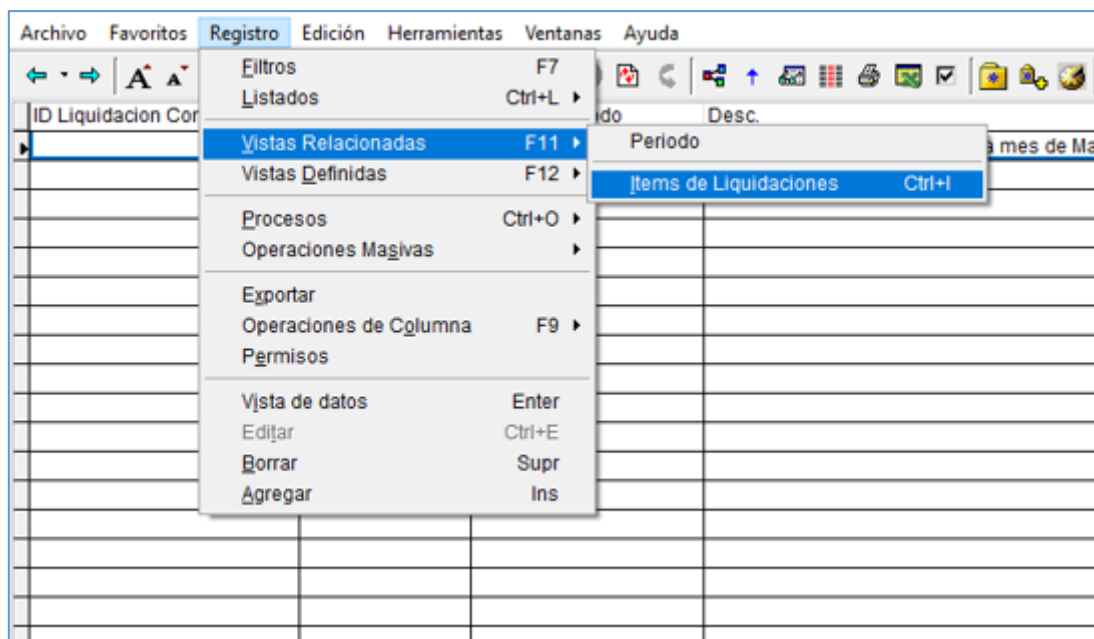 Archivo Favoritos Registro Edición Herramientas Ventanas Ayuda
A A
ID Liquidacion Cor do Desc.
a mes de Ma
Filtros F7
Listados Ctrl+L
Vistas Relacionadas F11
Vistas Definidas F12
Procesos Ctrl+O
Operaciones Masivas
Exportar
Operaciones de Columna F9
Permisos
Vista de datos Enter
Editar Ctrl+E
Borrar Supr
Agregar Ins
Periodo
Items de Liquidaciones Ctrl+I